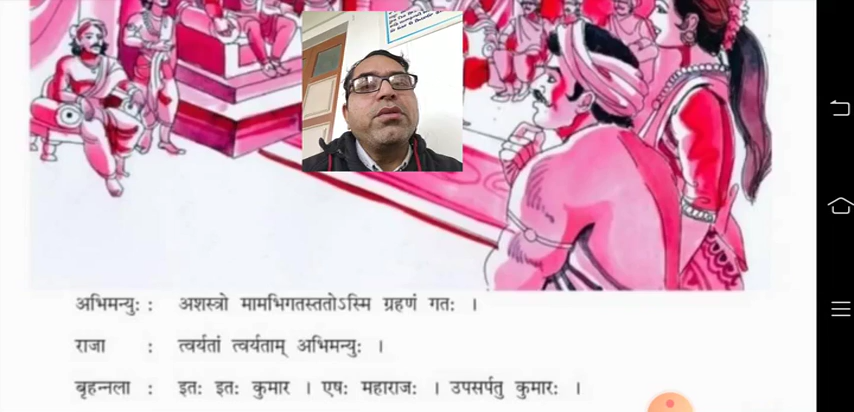 अभिमन्युः : अशस्त्रो मामभिगतस्ततोऽस्मि ग्रहणं गतः ।
राजा : त्वर्यतां त्वर्यताम् अभिमन्युः ।
बृहन्नला : इतः इतः कुमार । एषः महाराजः । उपसर्पतु कुमारः ।